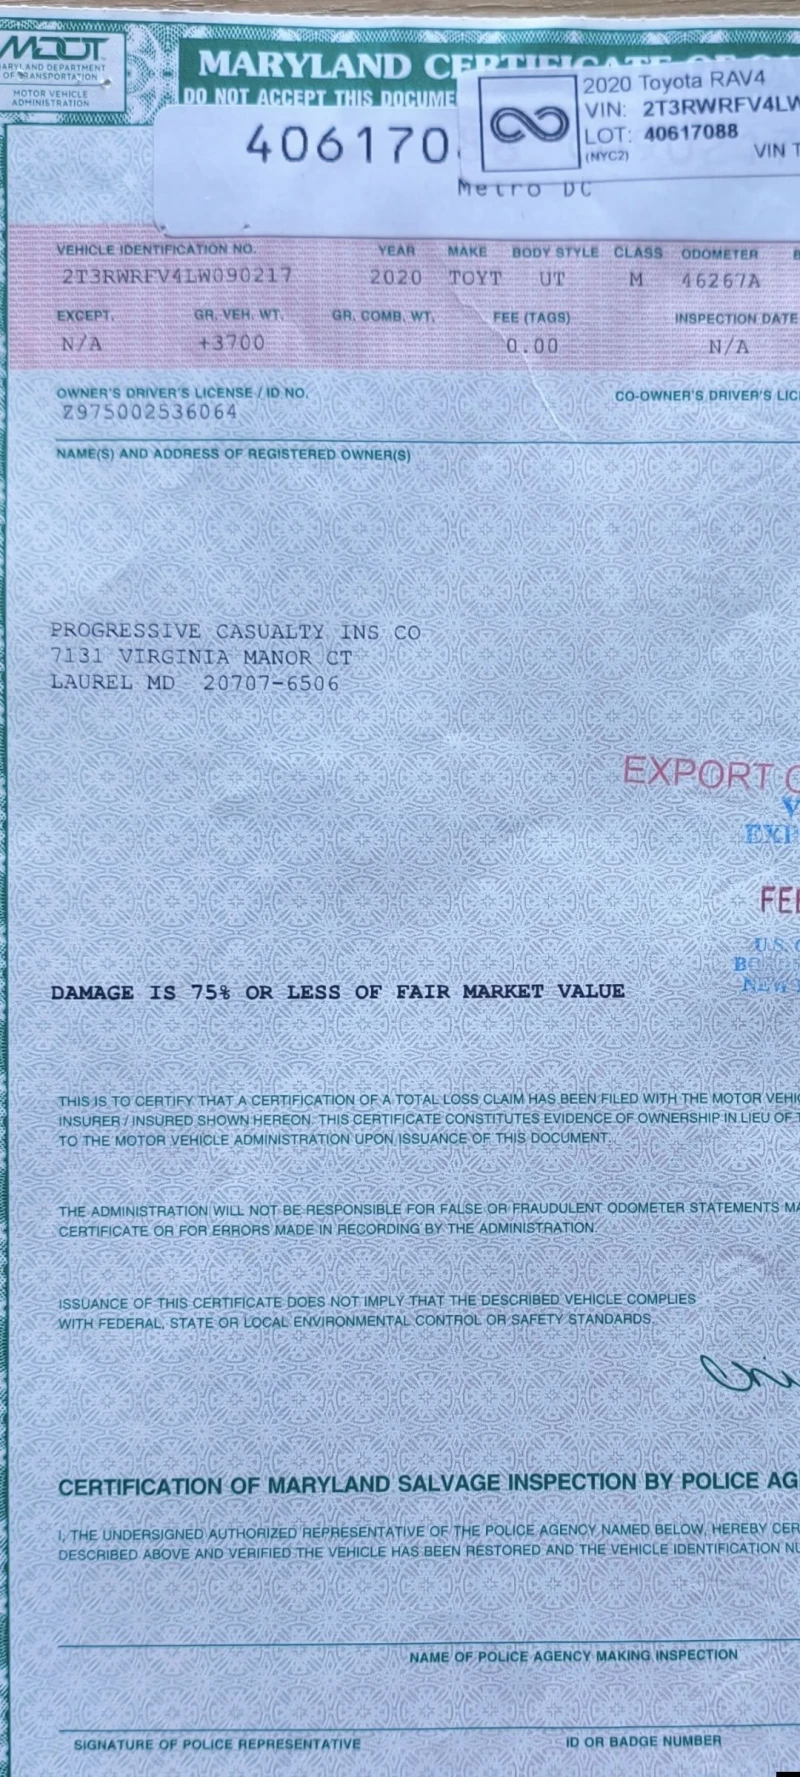 MDOT
MARYLAND DEPARTMENT
OF TRANSPORTATION
MOTOR VEHICLE
ADMINISTRATION
MARYLAND CERTIFICATE OF
DO NOT ACCEPT THIS DOCUME
406170
2020 Toyota RAV4
VIN: 2T3RWRFV4LW
LOT: 40617088
(NYC2)
VIN T
Metro DC
VEHICLE IDENTIFICATION NO. YEAR MAKE BODY STYLE CLASS ODOMETER
2T3RWRFV4LW090217 2020 TOYT UT M 46267A
EXCEPT. GR. VEH. WT. GR. COMB. WT. FEE (TAGS) INSPECTION DATE
N/A +3700 0.00 N/A
OWNER'S DRIVER'S LICENSE / ID NO. CO-OWNER'S DRIVER'S LIC
Z975002536064
NAME(S) AND ADDRESS OF REGISTERED OWNER(S)
PROGRESSIVE CASUALTY INS CO
7131 VIRGINIA MANOR CT
LAUREL MD 20707-6506
EXPORT
V
EXP
FEB
U.S.
NEW
DAMAGE IS 75% OR LESS OF FAIR MARKET VALUE
THIS IS TO CERTIFY THAT A CERTIFICATION OF A TOTAL LOSS CLAIM HAS BEEN FILED WITH THE MOTOR VEHI
INSURER / INSURED SHOWN HEREON. THIS CERTIFICATE CONSTITUTES EVIDENCE OF OWNERSHIP IN LIEU OF T
TO THE MOTOR VEHICLE ADMINISTRATION UPON ISSUANCE OF THIS DOCUMENT.
THE ADMINISTRATION WILL NOT BE RESPONSIBLE FOR FALSE OR FRAUDULENT ODOMETER STATEMENTS MA
CERTIFICATE OR FOR ERRORS MADE IN RECORDING BY THE ADMINISTRATION.
ISSUANCE OF THIS CERTIFICATE DOES NOT IMPLY THAT THE DESCRIBED VEHICLE COMPLIES
WITH FEDERAL, STATE OR LOCAL ENVIRONMENTAL CONTROL OR SAFETY STANDARDS.
CERTIFICATION OF MARYLAND SALVAGE INSPECTION BY POLICE AG
I, THE UNDERSIGNED AUTHORIZED REPRESENTATIVE OF THE POLICE AGENCY NAMED BELOW, HEREBY CER
DESCRIBED ABOVE AND VERIFIED THE VEHICLE HAS BEEN RESTORED AND THE VEHICLE IDENTIFICATION NU
NAME OF POLICE AGENCY MAKING INSPECTION
SIGNATURE OF POLICE REPRESENTATIVE ID OR BADGE NUMBER